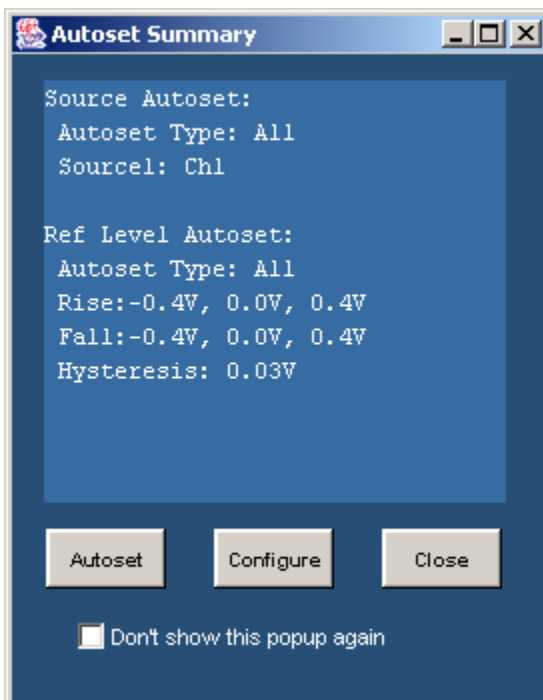 Autoset Summary
Source Autoset:
Autoset Type: All
Source1: Ch1
Ref Level Autoset:
Autoset Type: All
Rise:-0.4V, 0.0V, 0.4V
Fall:-0.4V, 0.0V, 0.4V
Hysteresis: 0.03V
Autoset Configure Close
Don't show this popup again